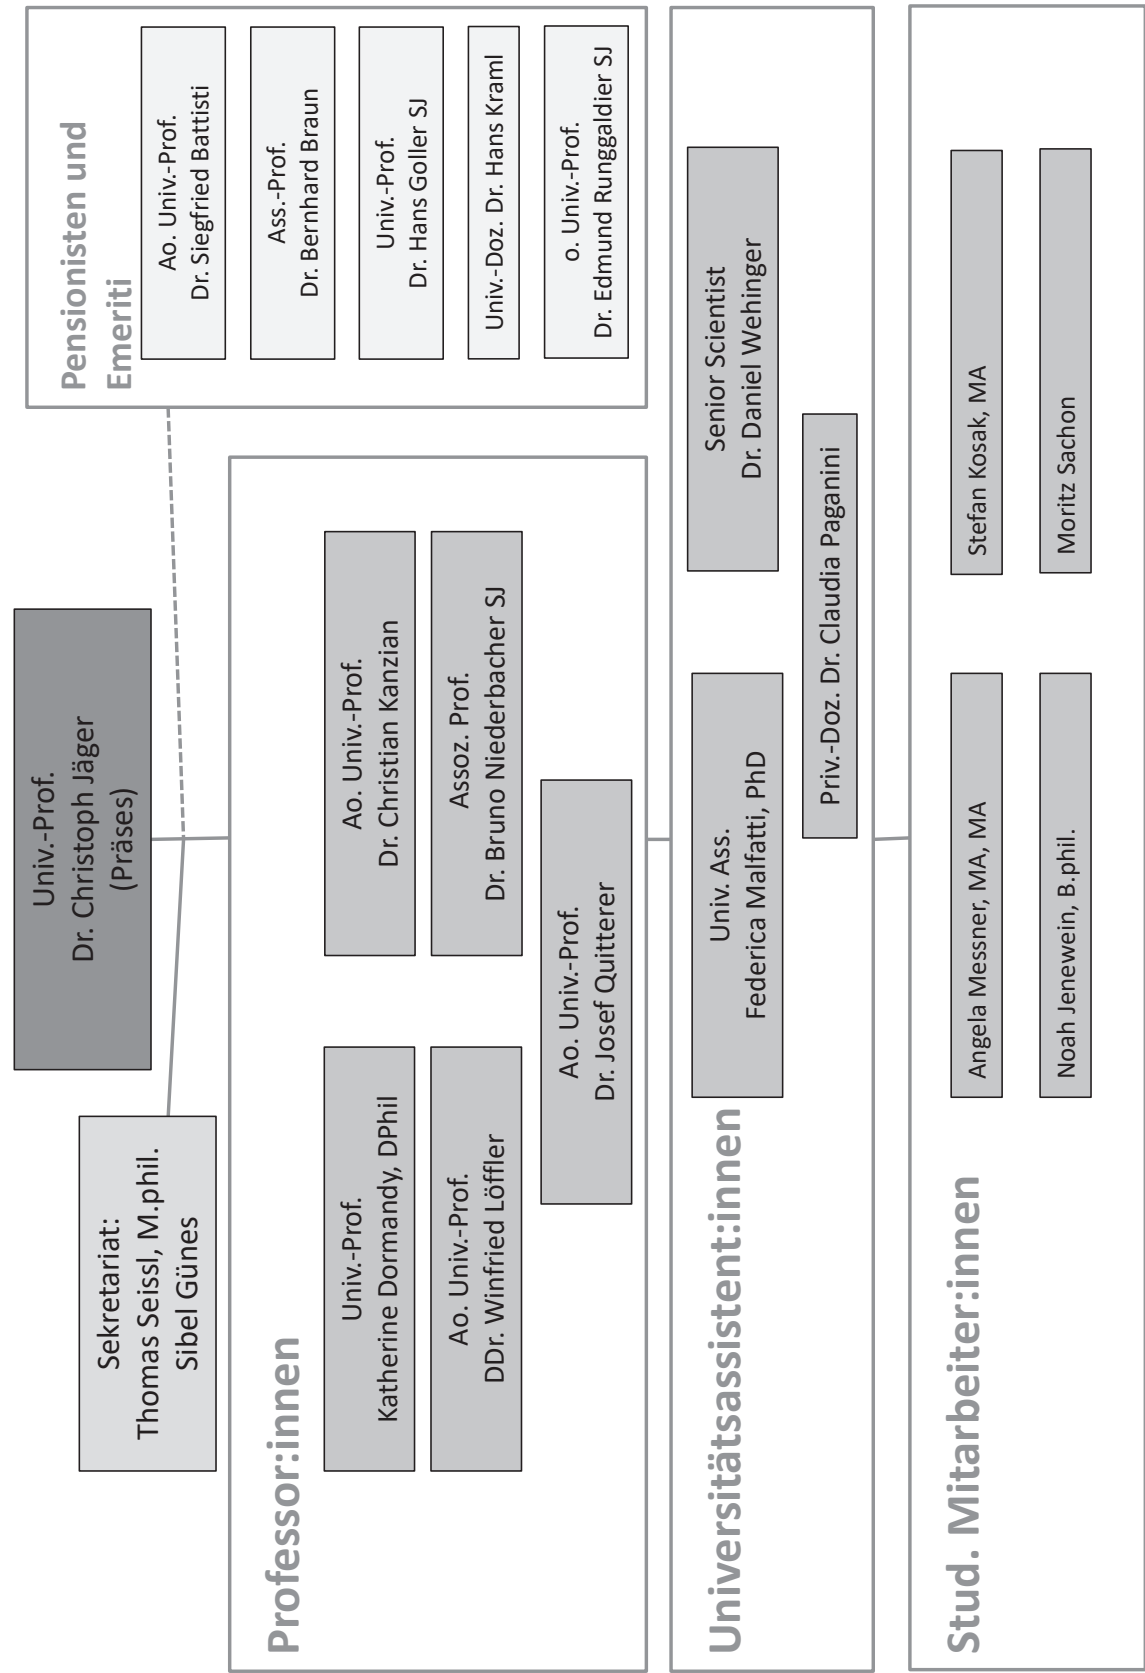 Univ.-Prof.
Dr. Christoph Jäger
(Präses)
Sekretariat:
Thomas Seissl, M.phil.
Sibel Günes
Pensionisten und
Emeriti
Ao. Univ.-Prof.
Dr. Siegfried Battisti
Ass.-Prof.
Dr. Bernhard Braun
Univ.-Prof.
Dr. Hans Goller SJ
Univ.-Doz. Dr. Hans Kraml
o. Univ.-Prof.
Dr. Edmund Runggaldier SJ
Professor:innen
Univ.-Prof.
Katherine Dormandy, DPhil
Ao. Univ.-Prof.
Dr. Christian Kanzian
Ao. Univ.-Prof.
DDr. Winfried Löffler
Assoz. Prof.
Dr. Bruno Niederbacher SJ
Ao. Univ.-Prof.
Dr. Josef Quitterer
Universitätsassistent:innen
Univ. Ass.
Federica Malfatti, PhD
Senior Scientist
Dr. Daniel Wehinger
Priv.-Doz. Dr. Claudia Paganini
Stud. Mitarbeiter:innen
Angela Messner, MA, MA
Stefan Kosak, MA
Noah Jenewein, B.phil.
Moritz Sachon